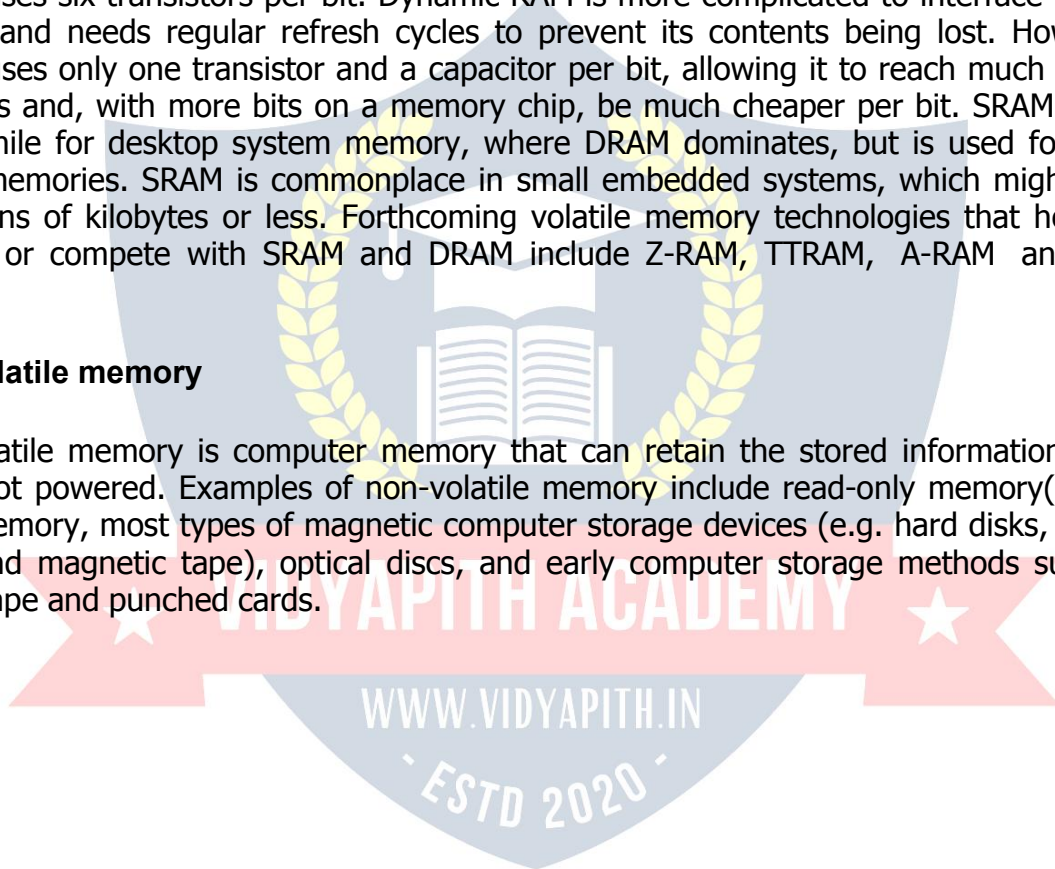 ses six transistors per bit. Dynamic RAM is more complicated to interface
and needs regular refresh cycles to prevent its contents being lost. How
ses only one transistor and a capacitor per bit, allowing it to reach much
s and, with more bits on a memory chip, be much cheaper per bit. SRAM
ile for desktop system memory, where DRAM dominates, but is used fo
emories. SRAM is commonplace in small embedded systems, which migh
ns of kilobytes or less. Forthcoming volatile memory technologies that h
or compete with SRAM and DRAM include Z-RAM, TTRAM, A-RAM an
latile memory
atile memory is computer memory that can retain the stored information
ot powered. Examples of non-volatile memory include read-only memory(
emory, most types of magnetic computer storage devices (e.g. hard disks,
nd magnetic tape), optical discs, and early computer storage methods su
ape and punched cards.
VIDYAPITH ACADEMY
WWW.VIDYAPITH.IN
- ESTD 2020 -